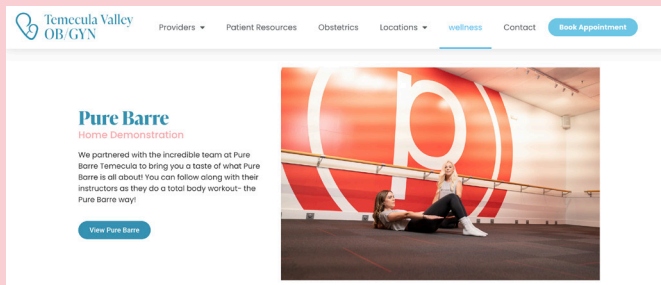 Temecula Valley
OB/GYN
Providers
Patient Resources
Obstetrics
Locations
wellness
Contact
Book Appointment
Pure Barre
Home Demonstration
We partnered with the incredible team at Pure
Barre Temecula to bring you a taste of what Pure
Barre is all about! You can follow along with their
instructors as they do a total body workout- the
Pure Barre way!
View Pure Barre